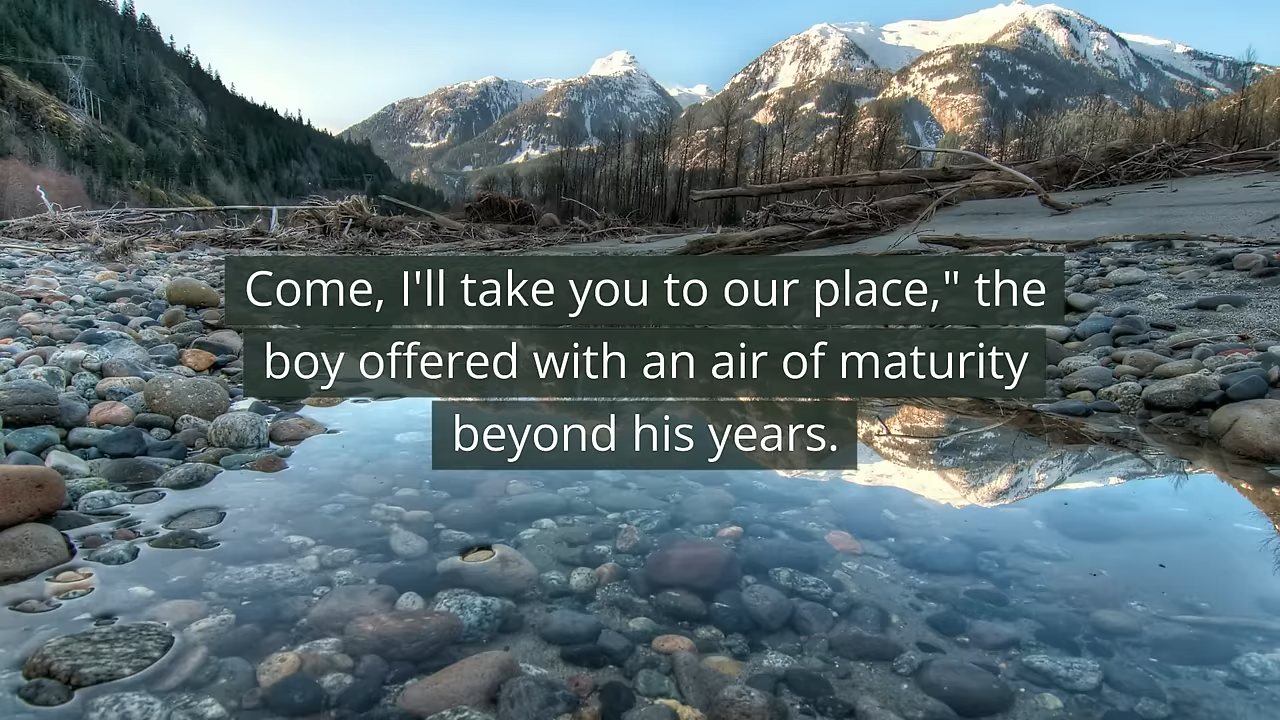 Come, I'll take you to our place," the
boy offered with an air of maturity
beyond his years.